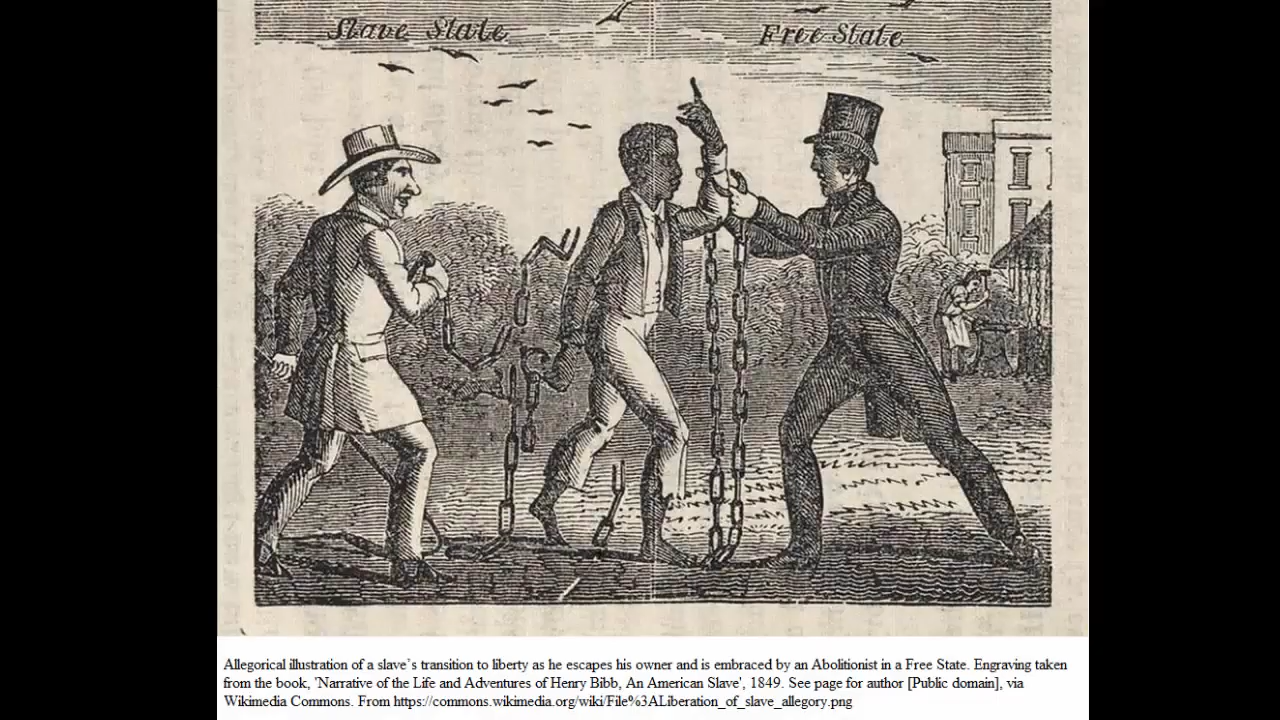 Slave State
Free State
Allegorical illustration of a slave's transition to liberty as he escapes his owner and is embraced by an Abolitionist in a Free State. Engraving taken
from the book, 'Narrative of the Life and Adventures of Henry Bibb, An American Slave', 1849. See page for author [Public domain], via
Wikimedia Commons. From https://commons.wikimedia.org/wiki/File%3ALiberation_of_slave_allegory.png